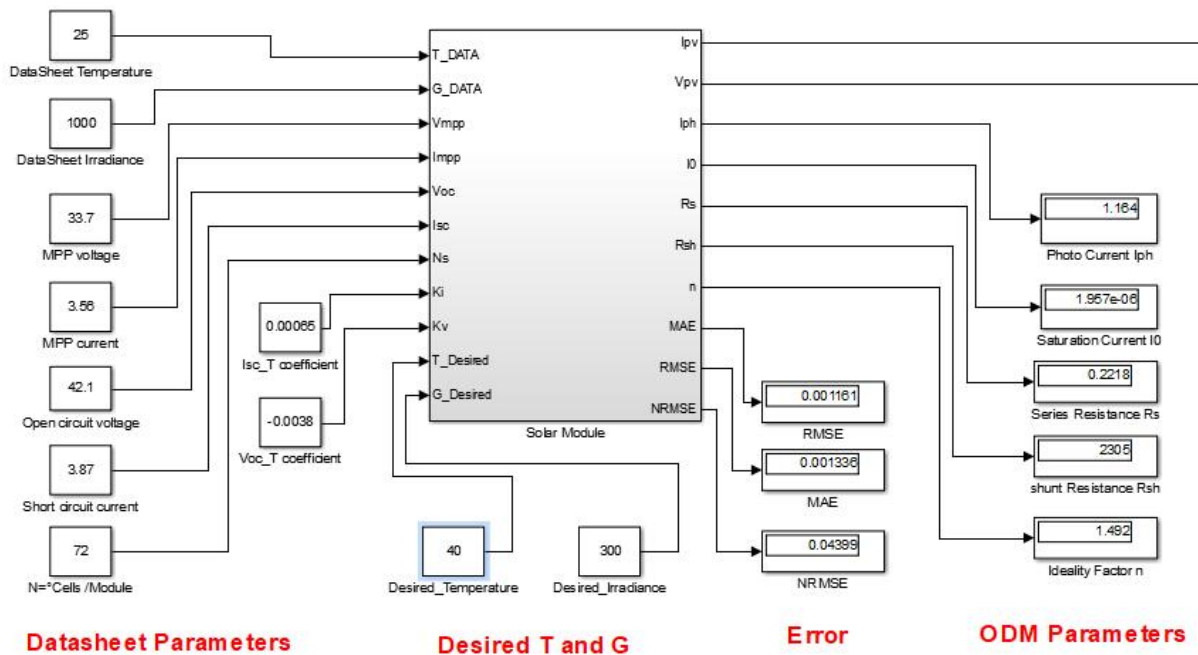 25
DataSheet Temperature
1000
DataSheet Irradiance
33.7
MPP voltage
3.56
MPP current
42.1
Open circuit voltage
3.87
Short circuit current
72
N=°Cells /Module
0.00065
Isc_T coefficient
-0.0038
Voc_T coefficient
T_DATA
G_DATA
Vmpp
Impp
Voc
Isc
Ns
Ki
Kv
T_Desired
G_Desired
Ipv
Vpv
Iph
I0
Rs
Rsh
n
MAE
RMSE
NRMSE
Solar Module
40
Desired_Temperature
300
Desired_Irradiance
0.001161
RMSE
0.001336
MAE
0.04399
NRMSE
1.164
Photo Current Iph
1.957e-06
Saturation Current I0
0.2218
Series Resistance Rs
2305
shunt Resistance Rsh
1.492
Ideality Factor n
Datasheet Parameters
Desired T and G
Error
ODM Parameters